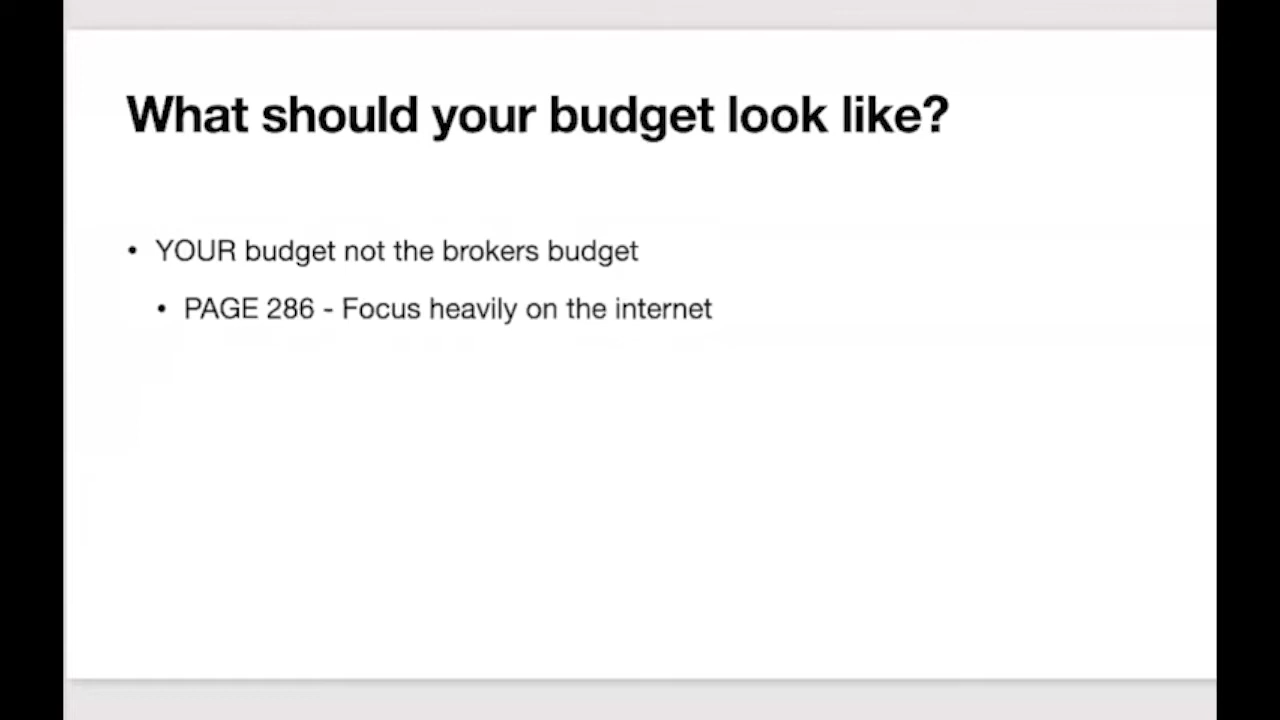 What should your budget look like?
• YOUR budget not the brokers budget
• PAGE 286 - Focus heavily on the internet